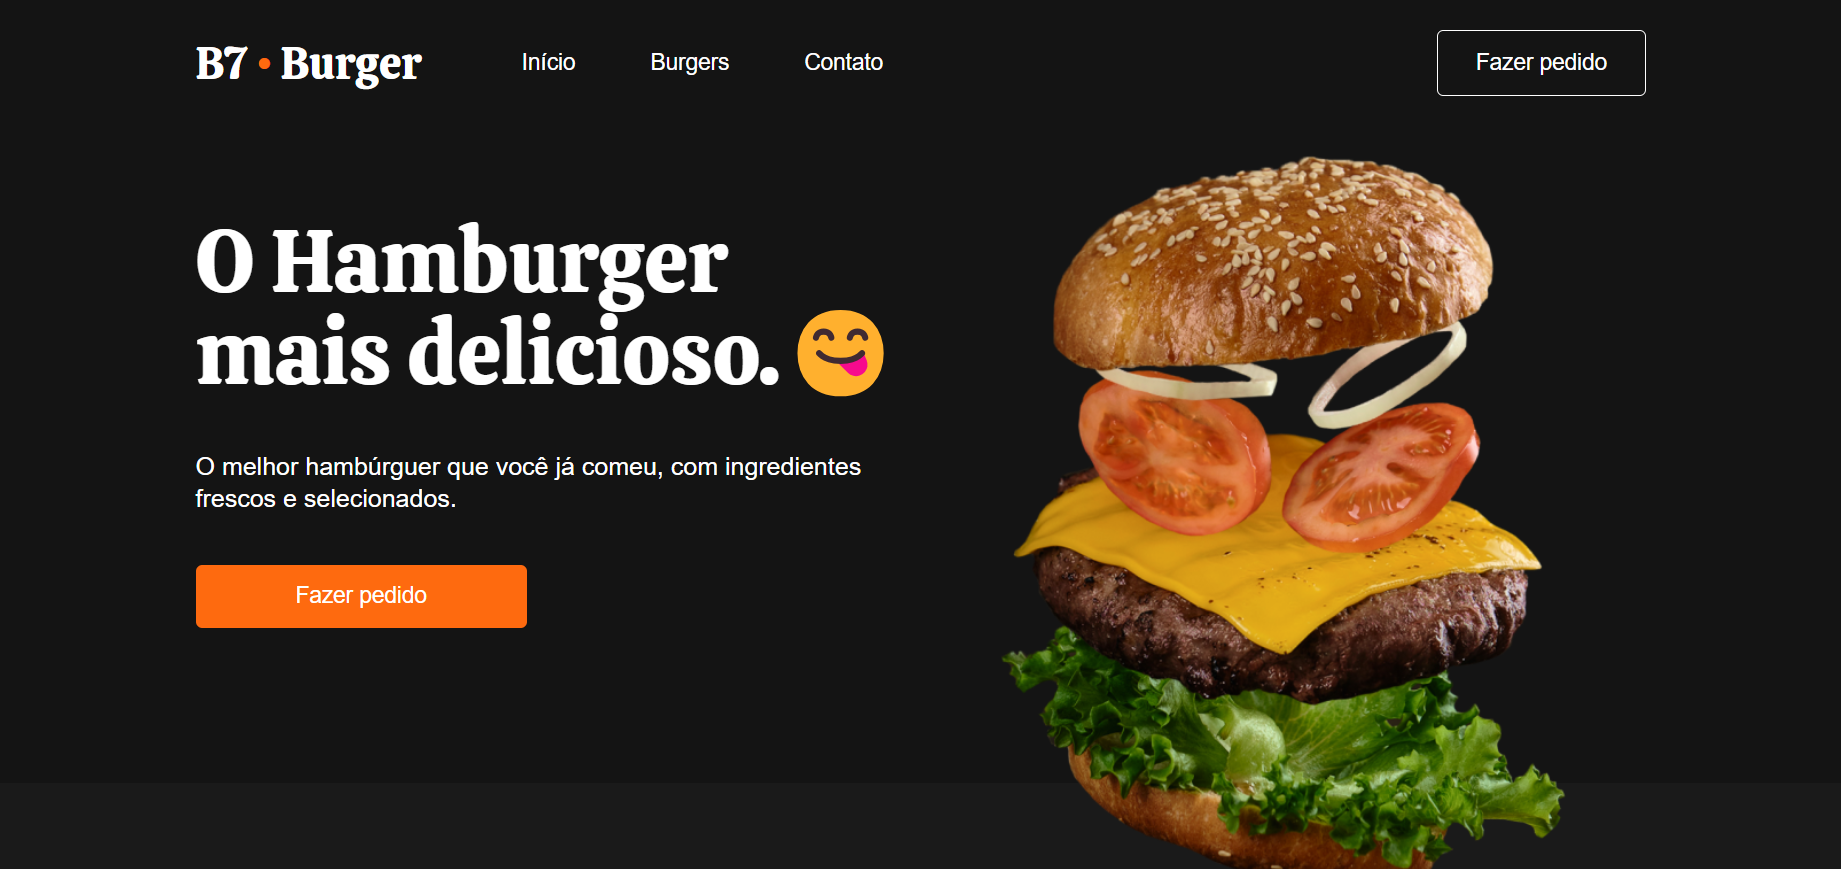 B7 • Burger
Início
Burgers
Contato
Fazer pedido
O Hamburger
mais delicioso. 😋
O melhor hambúrguer que você já comeu, com ingredientes
frescos e selecionados.
Fazer pedido